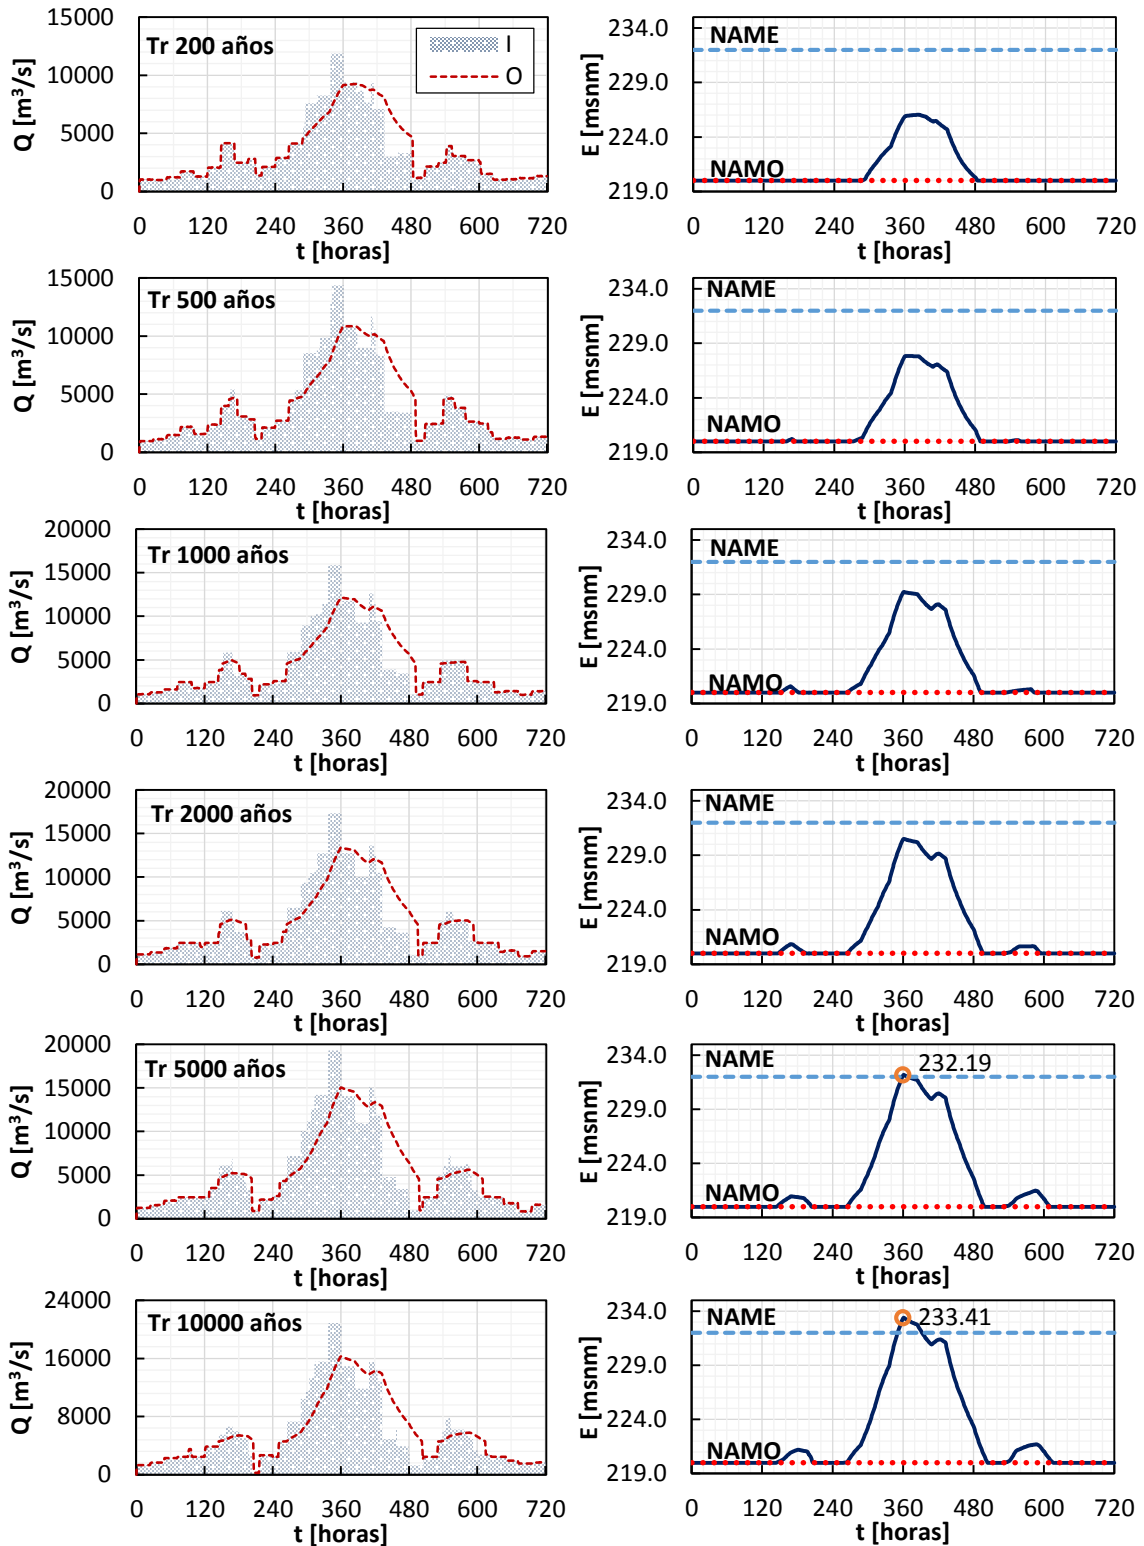 15000
10000
5000
0
Q [m³/s]
Tr 200 años
I
O
0 120 240 360 480 600 720
t [horas]
234.0
229.0
224.0
219.0
E [msnm]
NAME
NAMO
0 120 240 360 480 600 720
t [horas]
15000
10000
5000
0
Q [m³/s]
Tr 500 años
0 120 240 360 480 600 720
t [horas]
234.0
229.0
224.0
219.0
E [msnm]
NAME
NAMO
0 120 240 360 480 600 720
t [horas]
20000
15000
10000
5000
0
Q [m³/s]
Tr 1000 años
0 120 240 360 480 600 720
t [horas]
234.0
229.0
224.0
219.0
E [msnm]
NAME
NAMO
0 120 240 360 480 600 720
t [horas]
20000
15000
10000
5000
0
Q [m³/s]
Tr 2000 años
0 120 240 360 480 600 720
t [horas]
234.0
229.0
224.0
219.0
E [msnm]
NAME
NAMO
0 120 240 360 480 600 720
t [horas]
20000
15000
10000
5000
0
Q [m³/s]
Tr 5000 años
0 120 240 360 480 600 720
t [horas]
234.0
229.0
224.0
219.0
E [msnm]
NAME
232.19
NAMO
0 120 240 360 480 600 720
t [horas]
24000
16000
8000
0
Q [m³/s]
Tr 10000 años
0 120 240 360 480 600 720
t [horas]
234.0
229.0
224.0
219.0
E [msnm]
NAME
233.41
NAMO
0 120 240 360 480 600 720
t [horas]